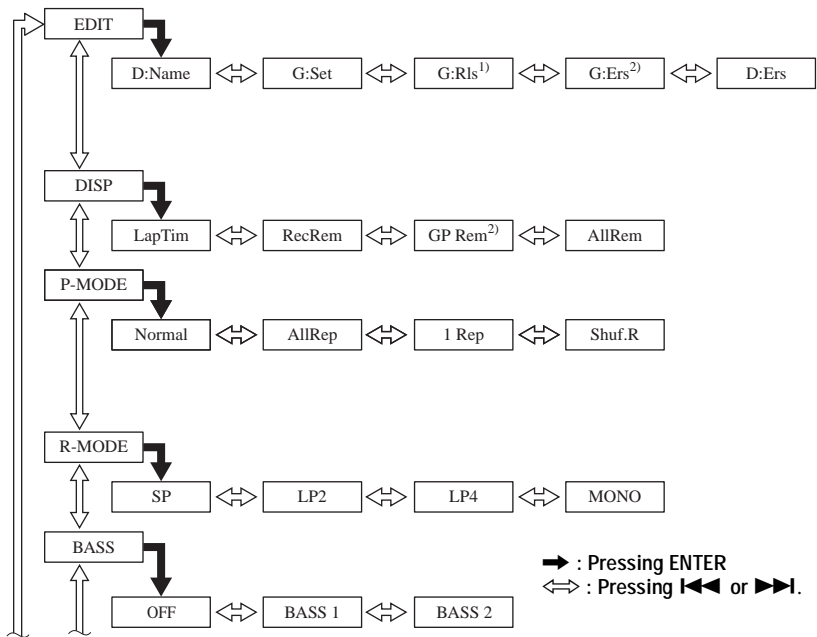 EDIT
D:Name G:Set G:Rls1) G:Ers2) D:Ers
DISP
LapTim RecRem GP Rem2) AllRem
P-MODE
Normal AllRep 1 Rep Shuf.R
R-MODE
SP LP2 LP4 MONO
BASS
: Pressing ENTER
: Pressing or .
OFF BASS 1 BASS 2